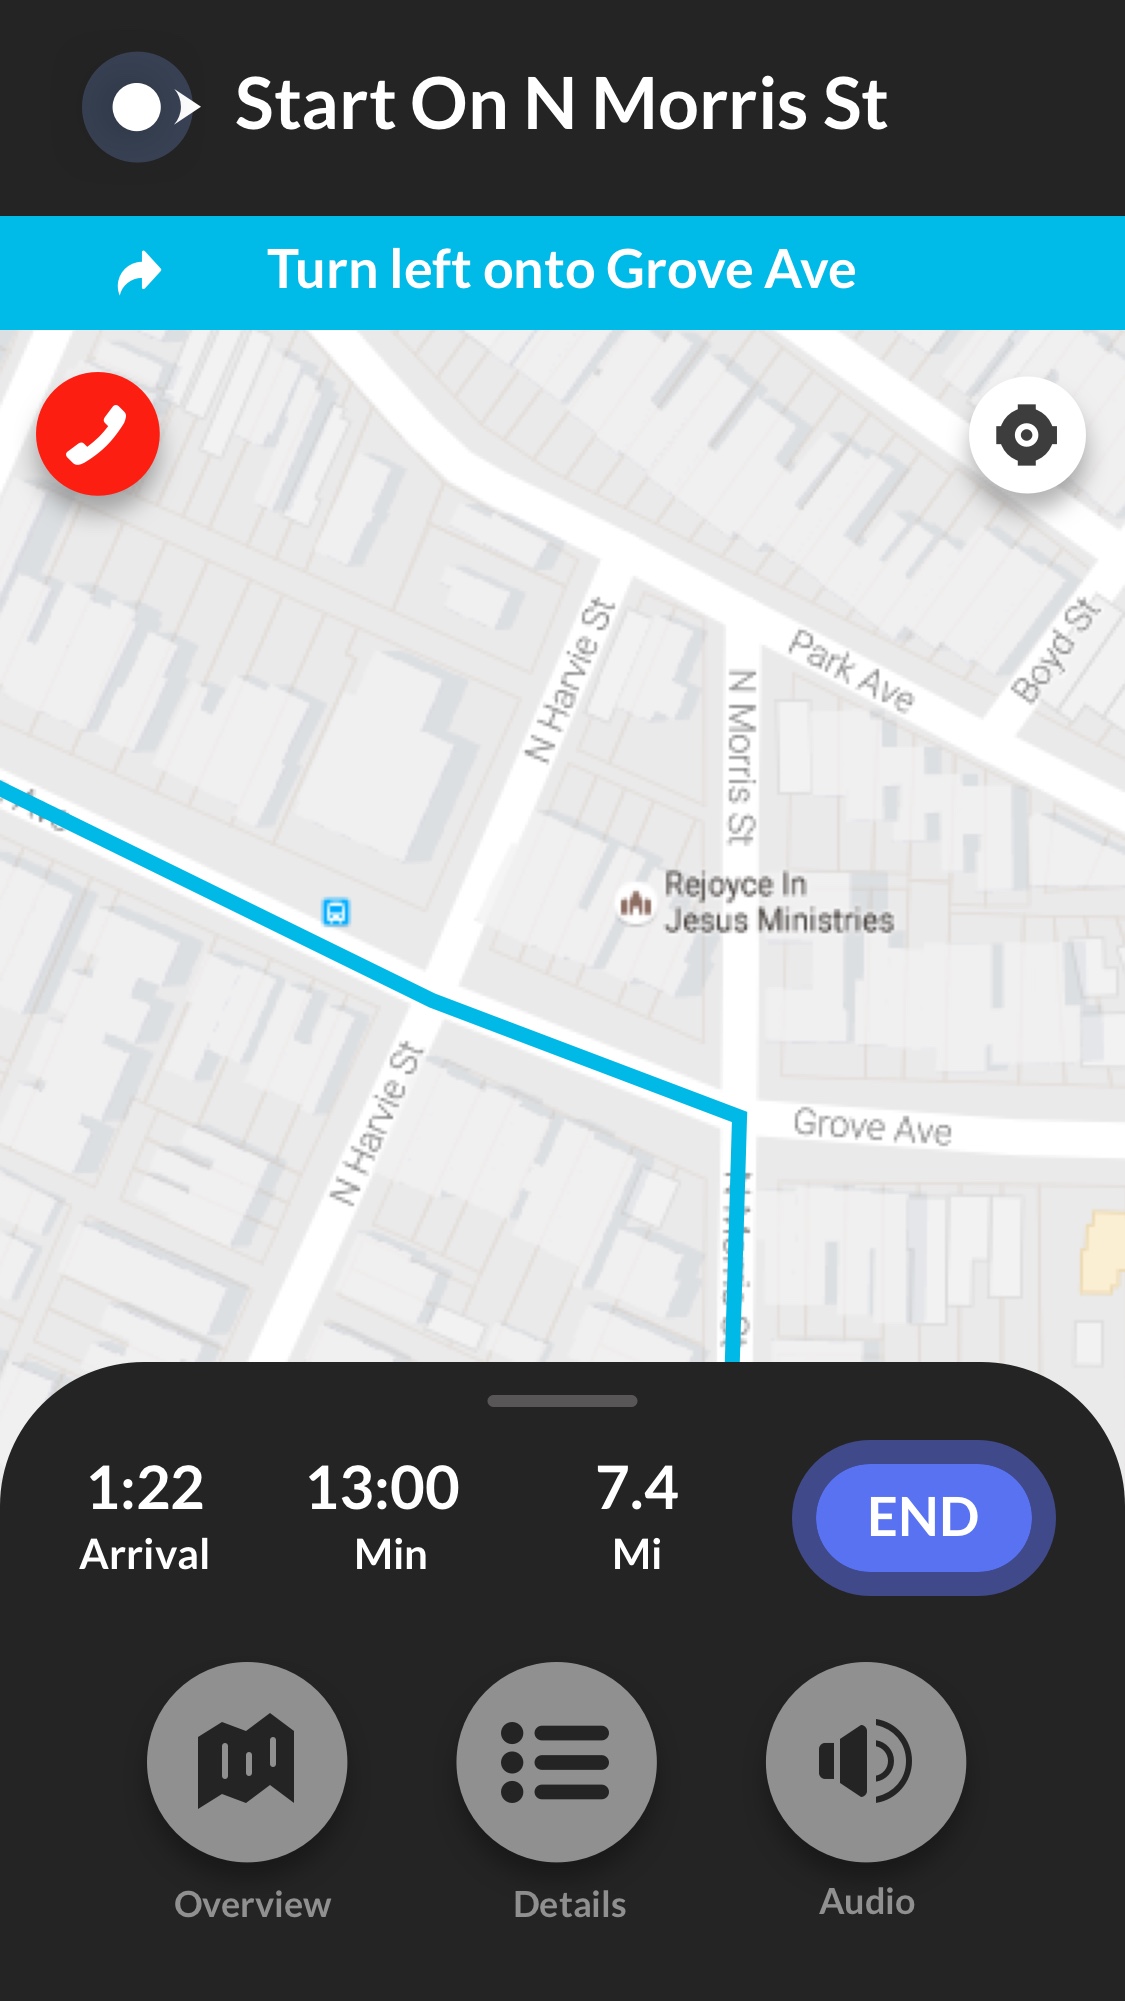 Start On N Morris St
Turn left onto Grove Ave
N Harvie St
Park Ave
Boyd St
N Morris St
Ave
Rejoyce In
Jesus Ministries
N Harvie St
Grove Ave
N Morris St
1:22
Arrival
13:00
Min
7.4
Mi
END
Overview
Details
Audio